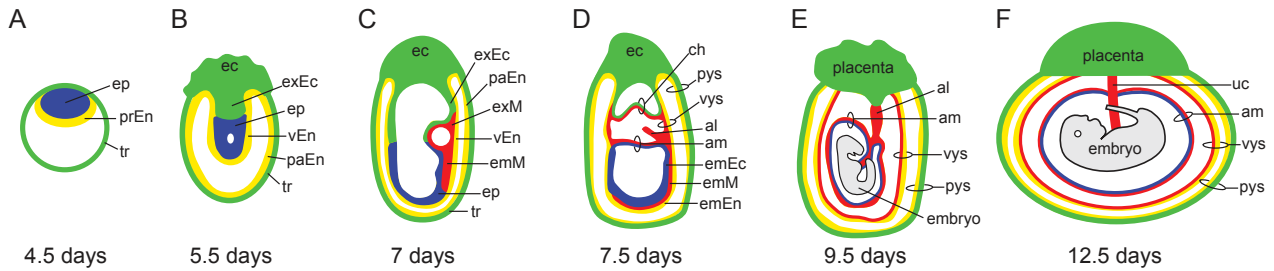 A
ep
prEn
tr
4.5 days
B
ec
exEc
ep
vEn
paEn
tr
5.5 days
C
ec
exEc
paEn
exM
vEn
emM
ep
tr
7 days
D
ec
ch
pys
vys
al
am
emEc
emM
emEn
7.5 days
E
placenta
al
am
vys
pys
embryo
9.5 days
F
placenta
uc
am
embryo
vys
pys
12.5 days